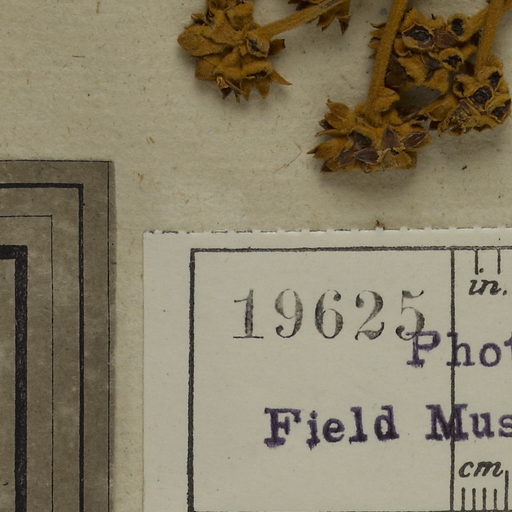 in.
19625
Phot
Field Mus
cm